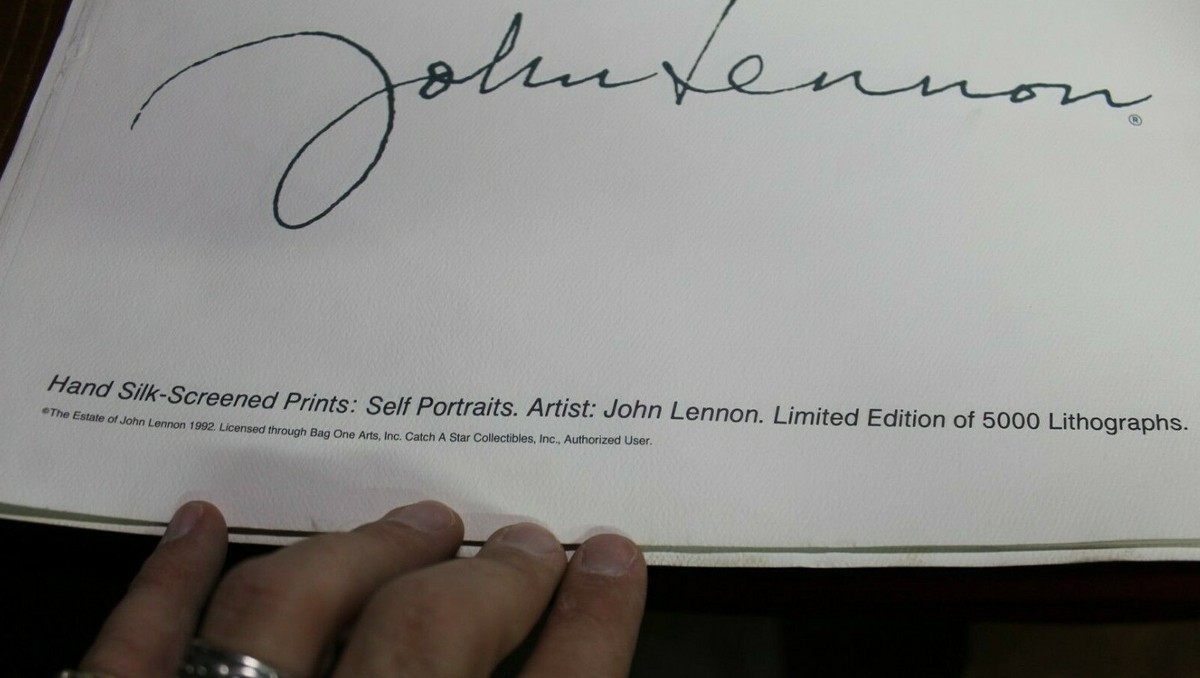 John Lennon
®
Hand Silk-Screened Prints: Self Portraits. Artist: John Lennon. Limited Edition of 5000 Lithographs.
©The Estate of John Lennon 1992. Licensed through Bag One Arts, Inc. Catch A Star Collectibles, Inc., Authorized User.